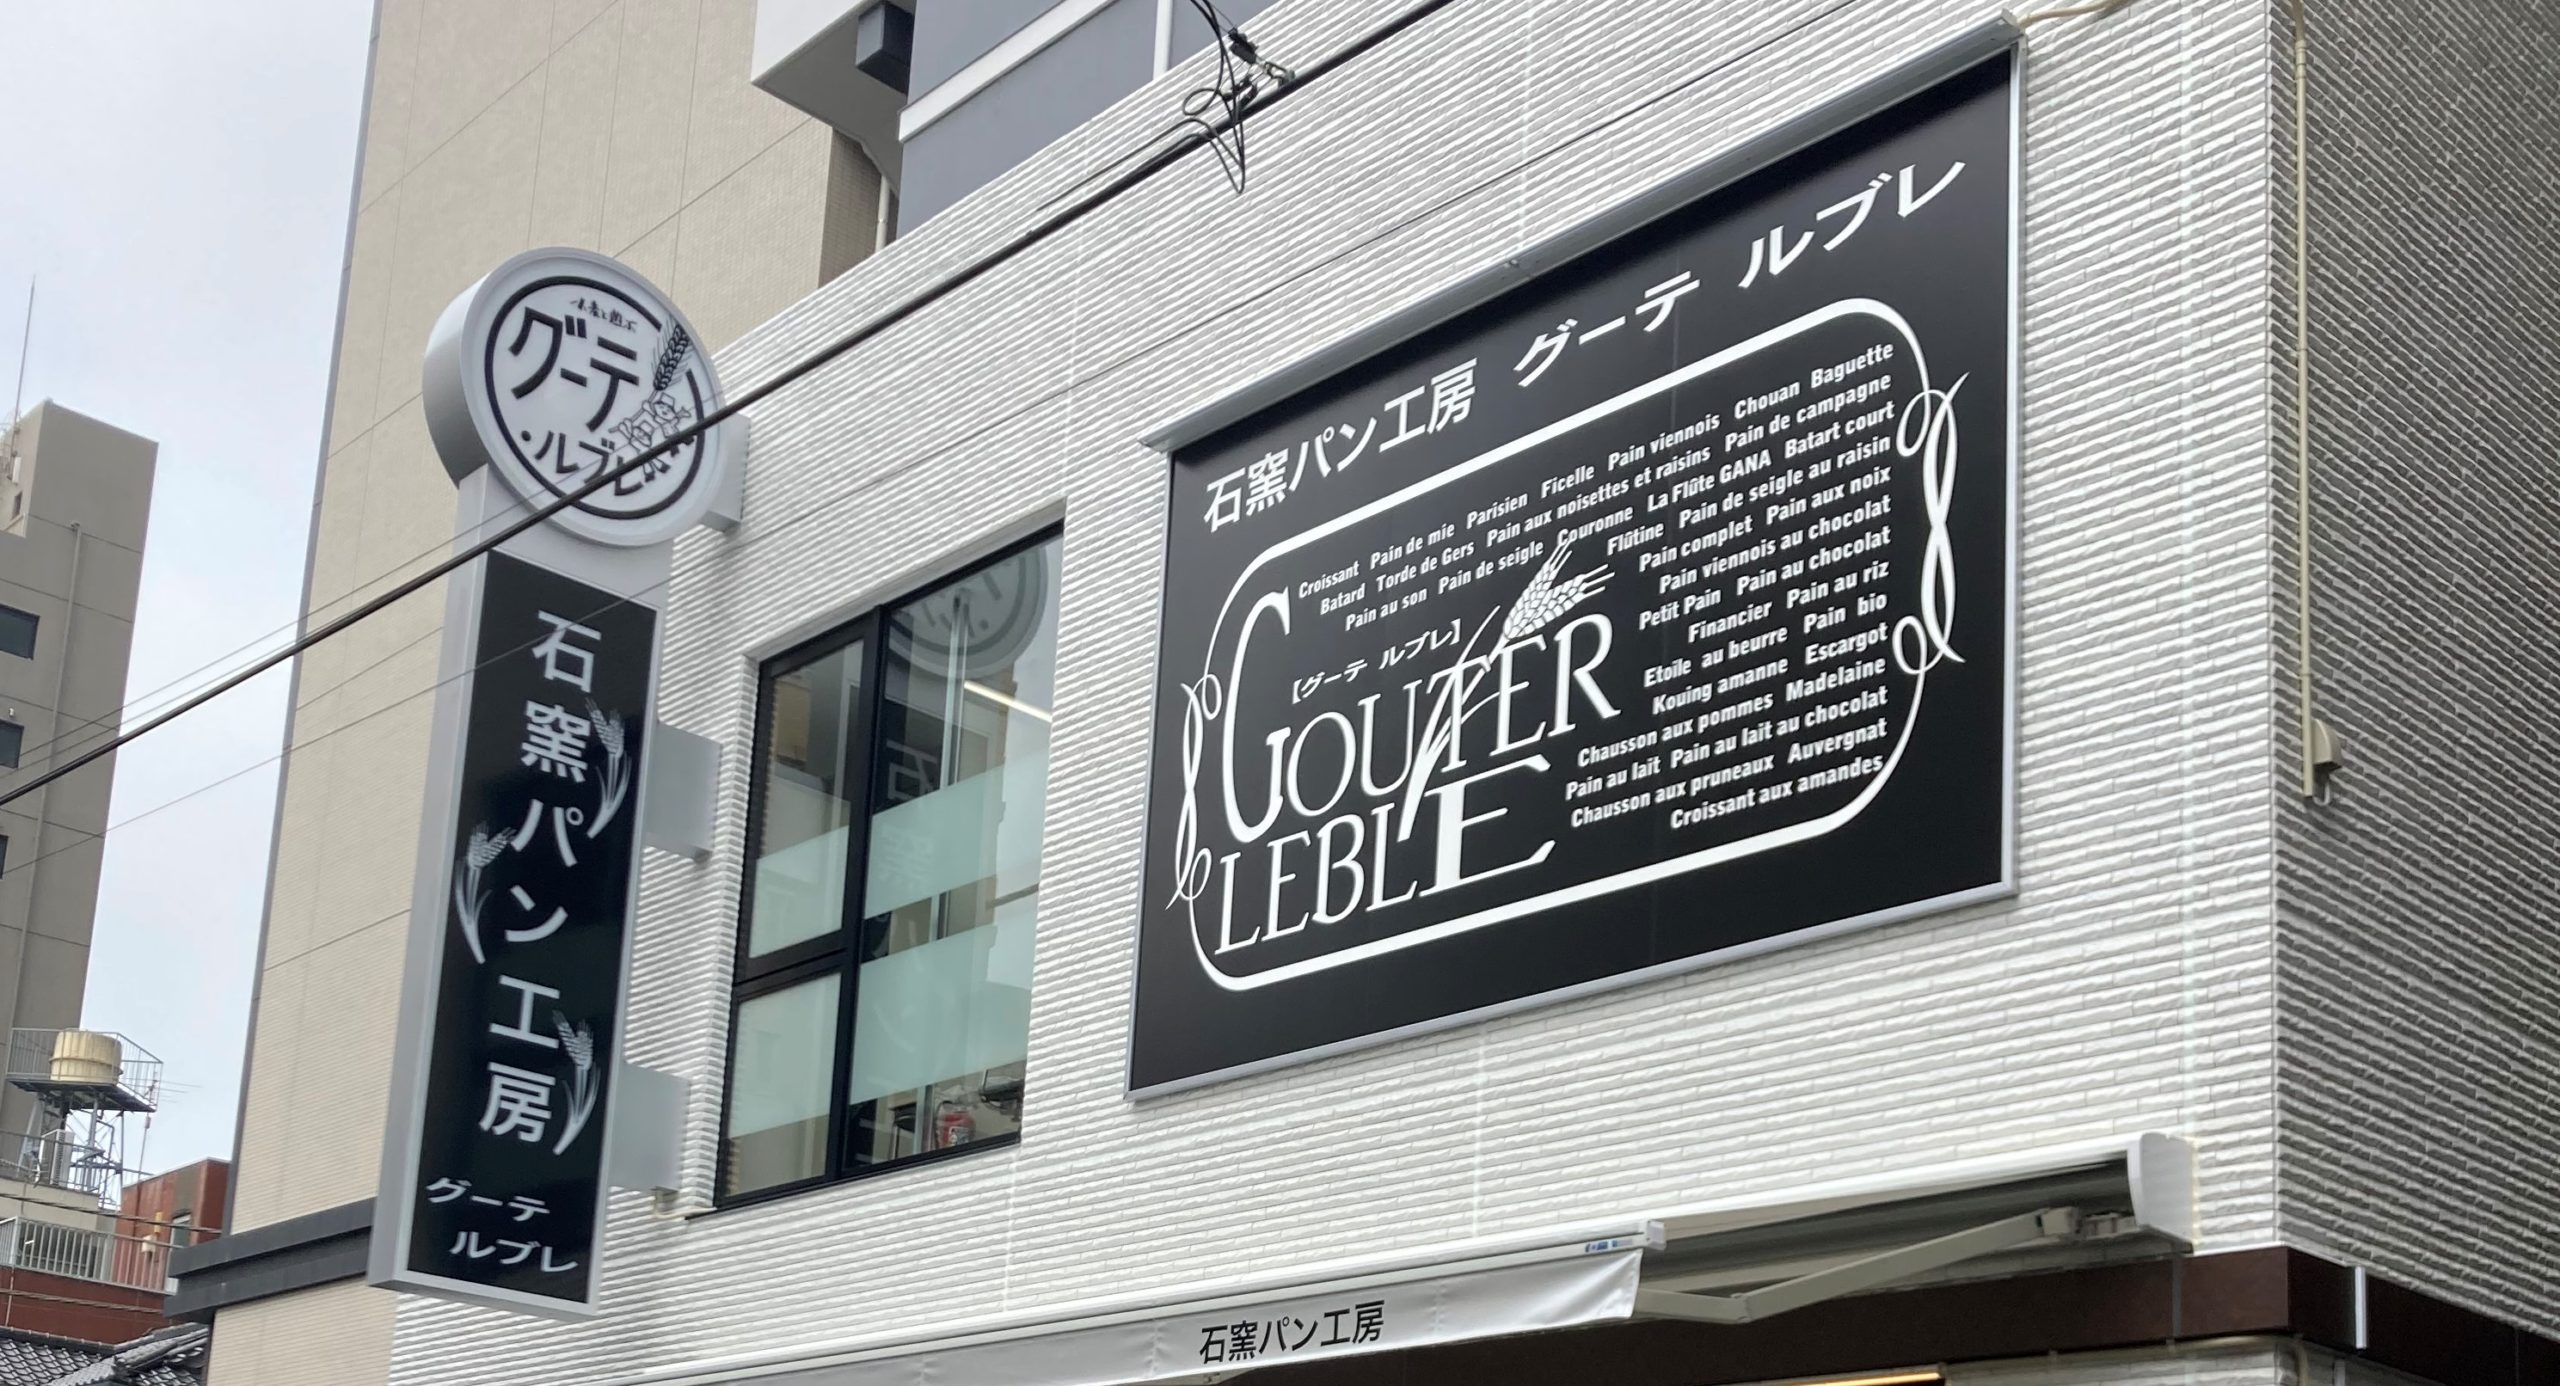 小麦と遊ぶ
グーテ
・ルブレ
石窯パン工房
グーテ
ルブレ
石窯パン工房 グーテ ルブレ
Croissant Pain de mie Parisien Ficelle Pain viennois Chouan Baguette
Batard Torde de Gers Pain aux noisettes et raisins Pain de campagne
Pain au son Pain de seigle Couronne La Flûte GANA Batart court
Flûtine Pain de seigle au raisin
Pain complet Pain aux noix
Pain viennois au chocolat
Petit Pain Pain au chocolat
Financier Pain au riz
Etoile au beurre Pain bio
Kouing amanne Escargot
Chausson aux pommes Madelaine
Pain au lait Pain au lait au chocolat
Chausson aux pruneaux Auvergnat
Croissant aux amandes
【グーテ ルブレ】
GOUTER
LEBLE
石窯パン工房